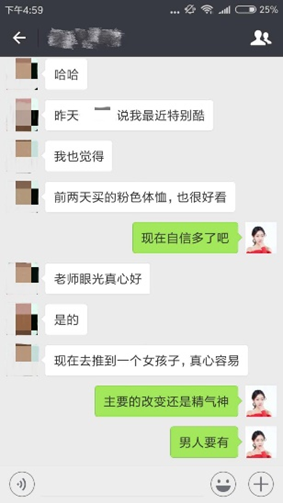 下午4:59
25%
哈哈
昨天 说我最近特别酷
我也觉得
前两天买的粉色体恤，也很好看
现在自信多了吧
老师眼光真心好
是的
现在去推到一个女孩子，真心容易
主要的改变还是精气神
男人要有